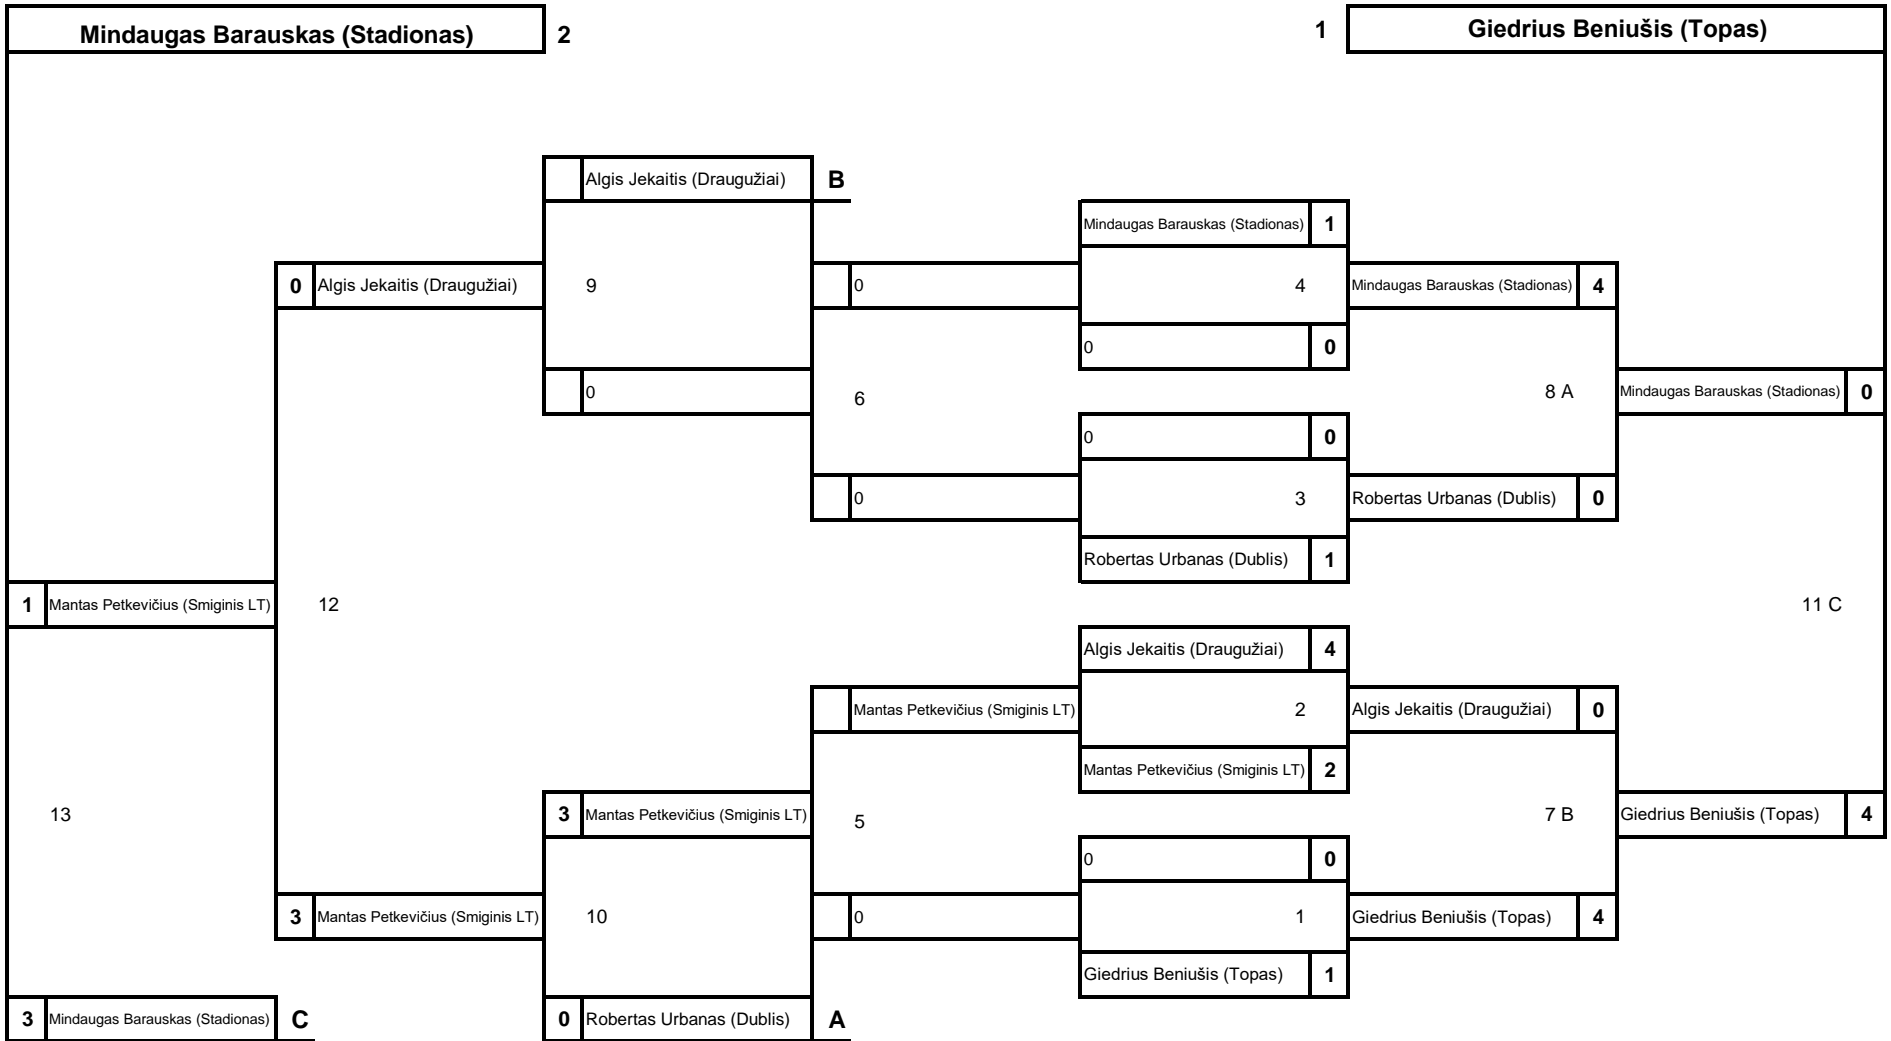 Mindaugas Barauskas (Stadionas) 2 1 Giedrius Beniušis (Topas)
Algis Jekaitis (Draugužiai) B
Mindaugas Barauskas (Stadionas) 1
0 Algis Jekaitis (Draugužiai) 9 0 4 Mindaugas Barauskas (Stadionas) 4
0 0
0 6 8 A Mindaugas Barauskas (Stadionas) 0
0 0
0 3 Robertas Urbanas (Dublis) 0
Robertas Urbanas (Dublis) 1
1 Mantas Petkevičius (Smiginis LT) 12 11 C
Algis Jekaitis (Draugužiai) 4
Mantas Petkevičius (Smiginis LT) 2 Algis Jekaitis (Draugužiai) 0
Mantas Petkevičius (Smiginis LT) 2
13 3 Mantas Petkevičius (Smiginis LT) 5 7 B Giedrius Beniušis (Topas) 4
0 0
3 Mantas Petkevičius (Smiginis LT) 10 0 1 Giedrius Beniušis (Topas) 4
Giedrius Beniušis (Topas) 1
3 Mindaugas Barauskas (Stadionas) C 0 Robertas Urbanas (Dublis) A